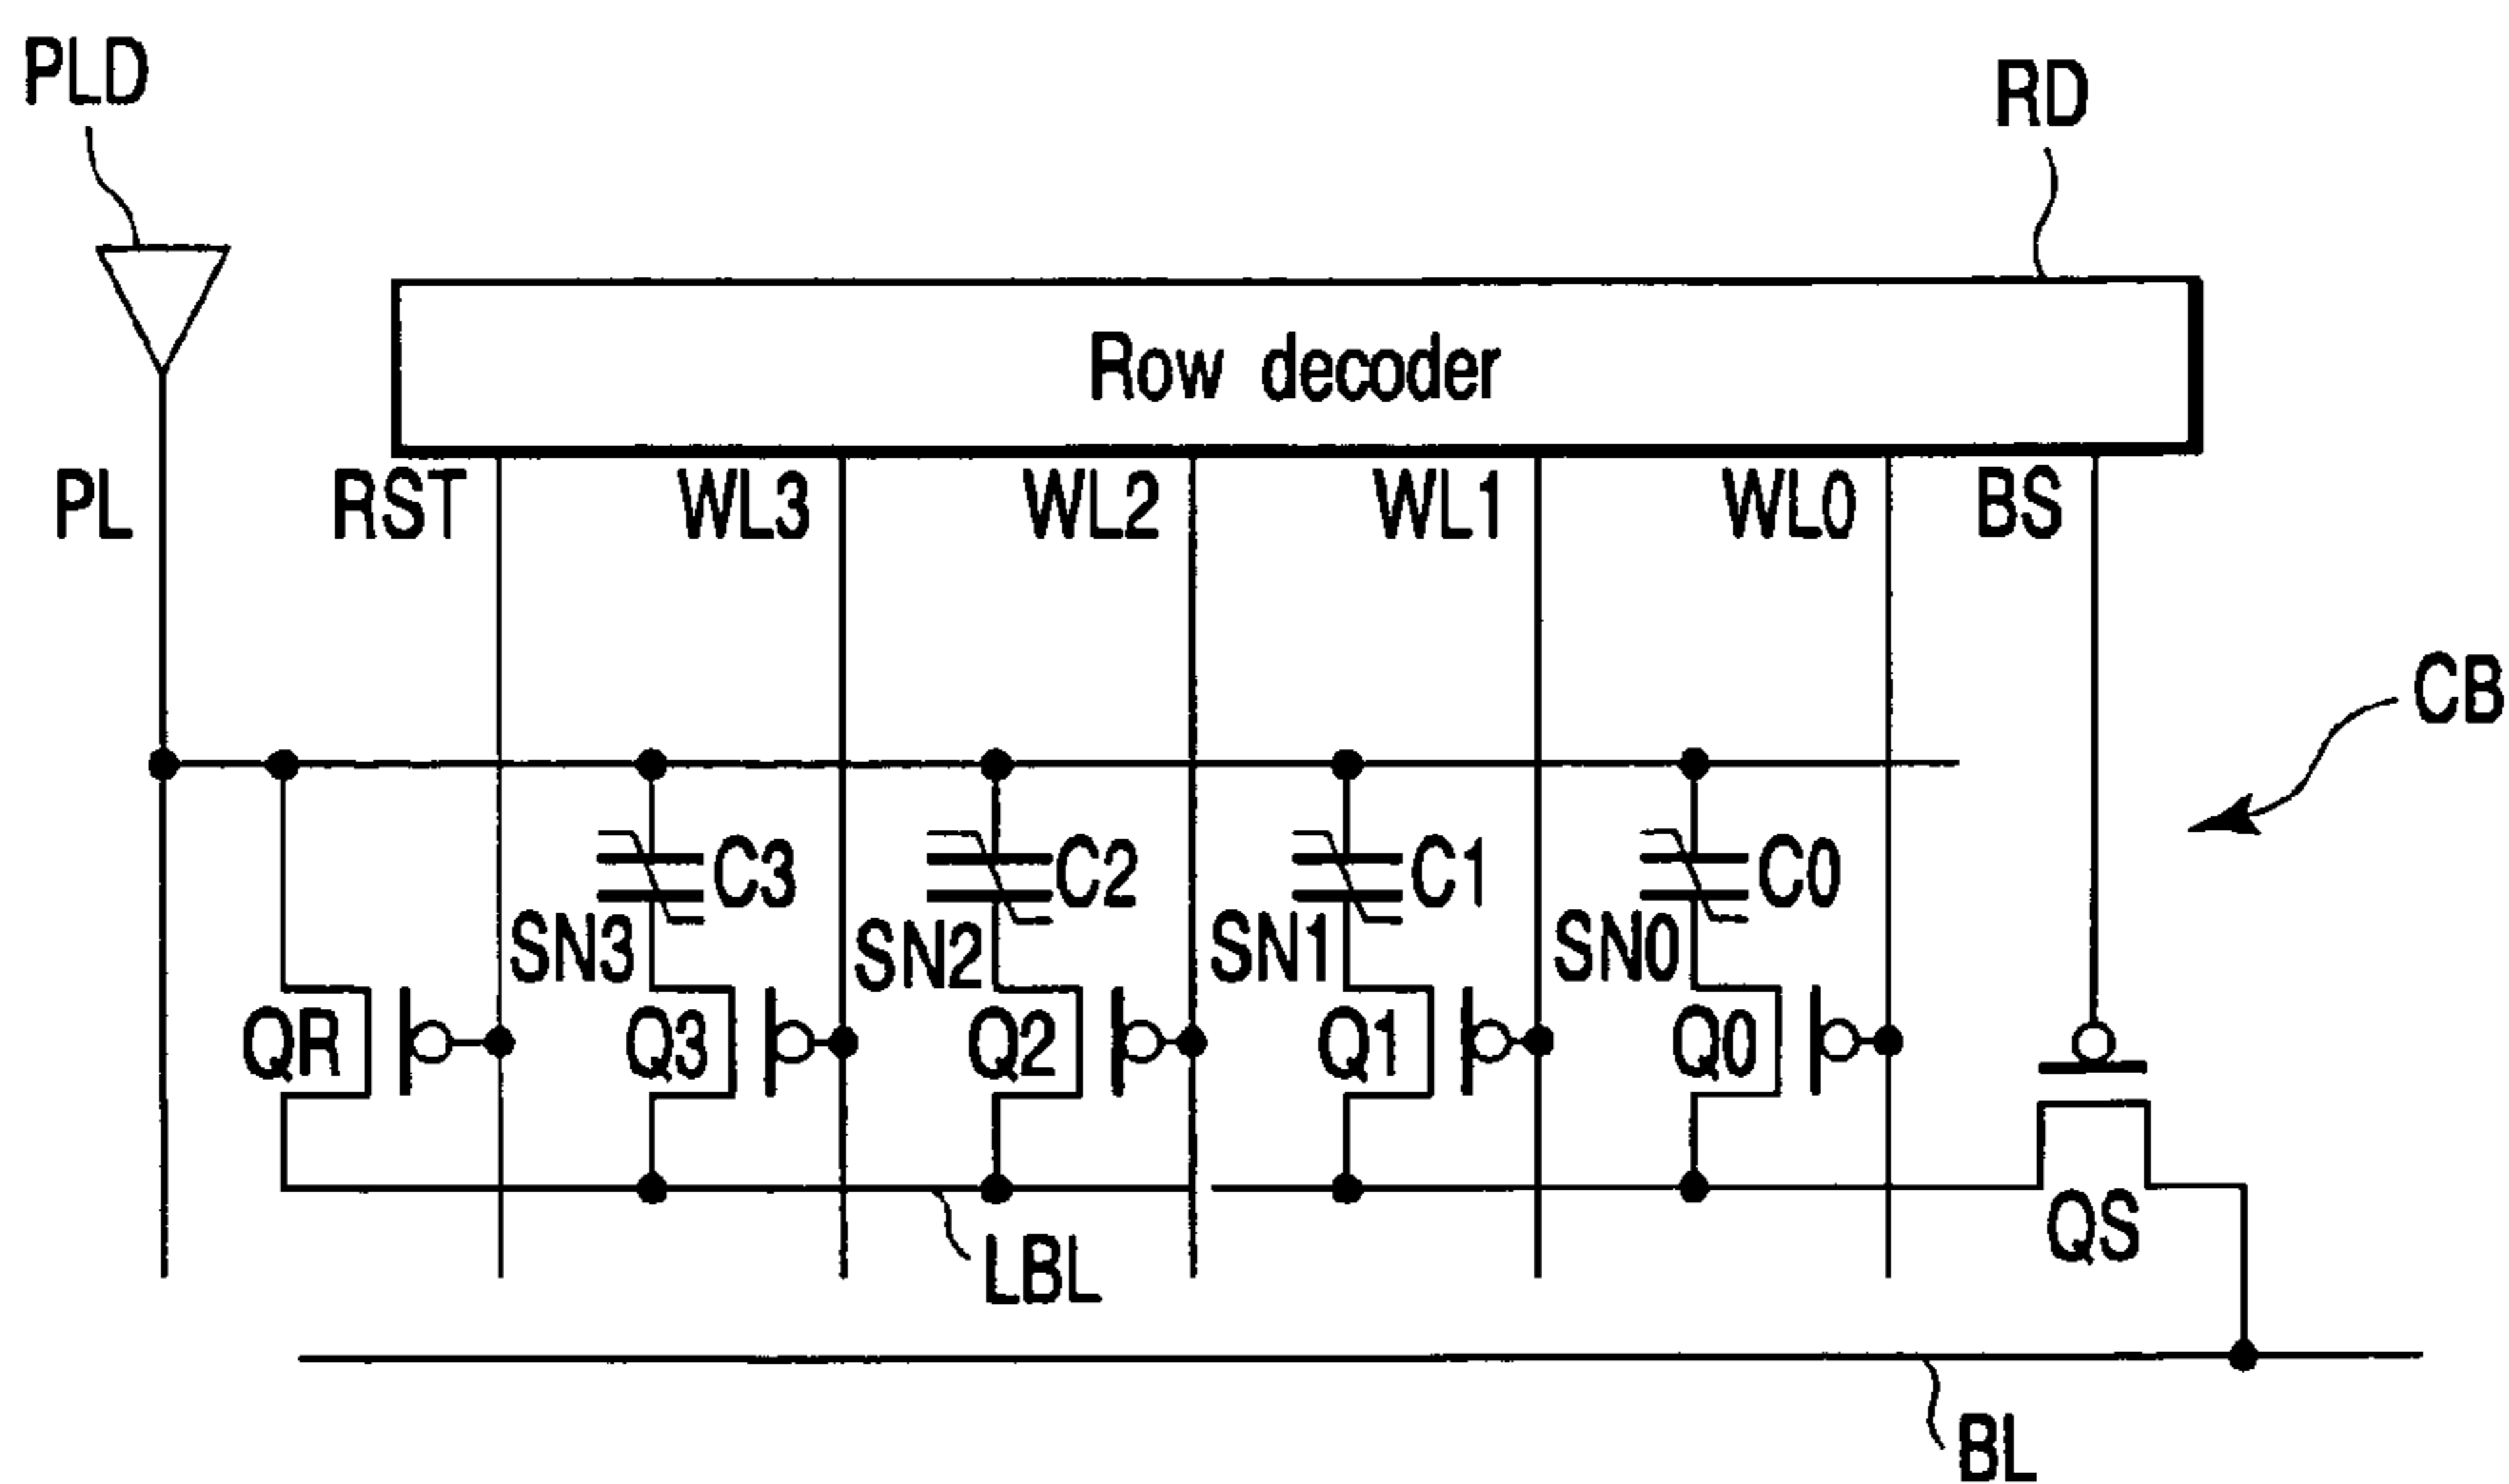 PLD
RD
Row decoder
PL RST WL3 WL2 WL1 WL0 BS
CB
C3 C2 C1 C0
SN3 SN2 SN1 SN0
QR Q3 Q2 Q1 Q0
QS
LBL
BL